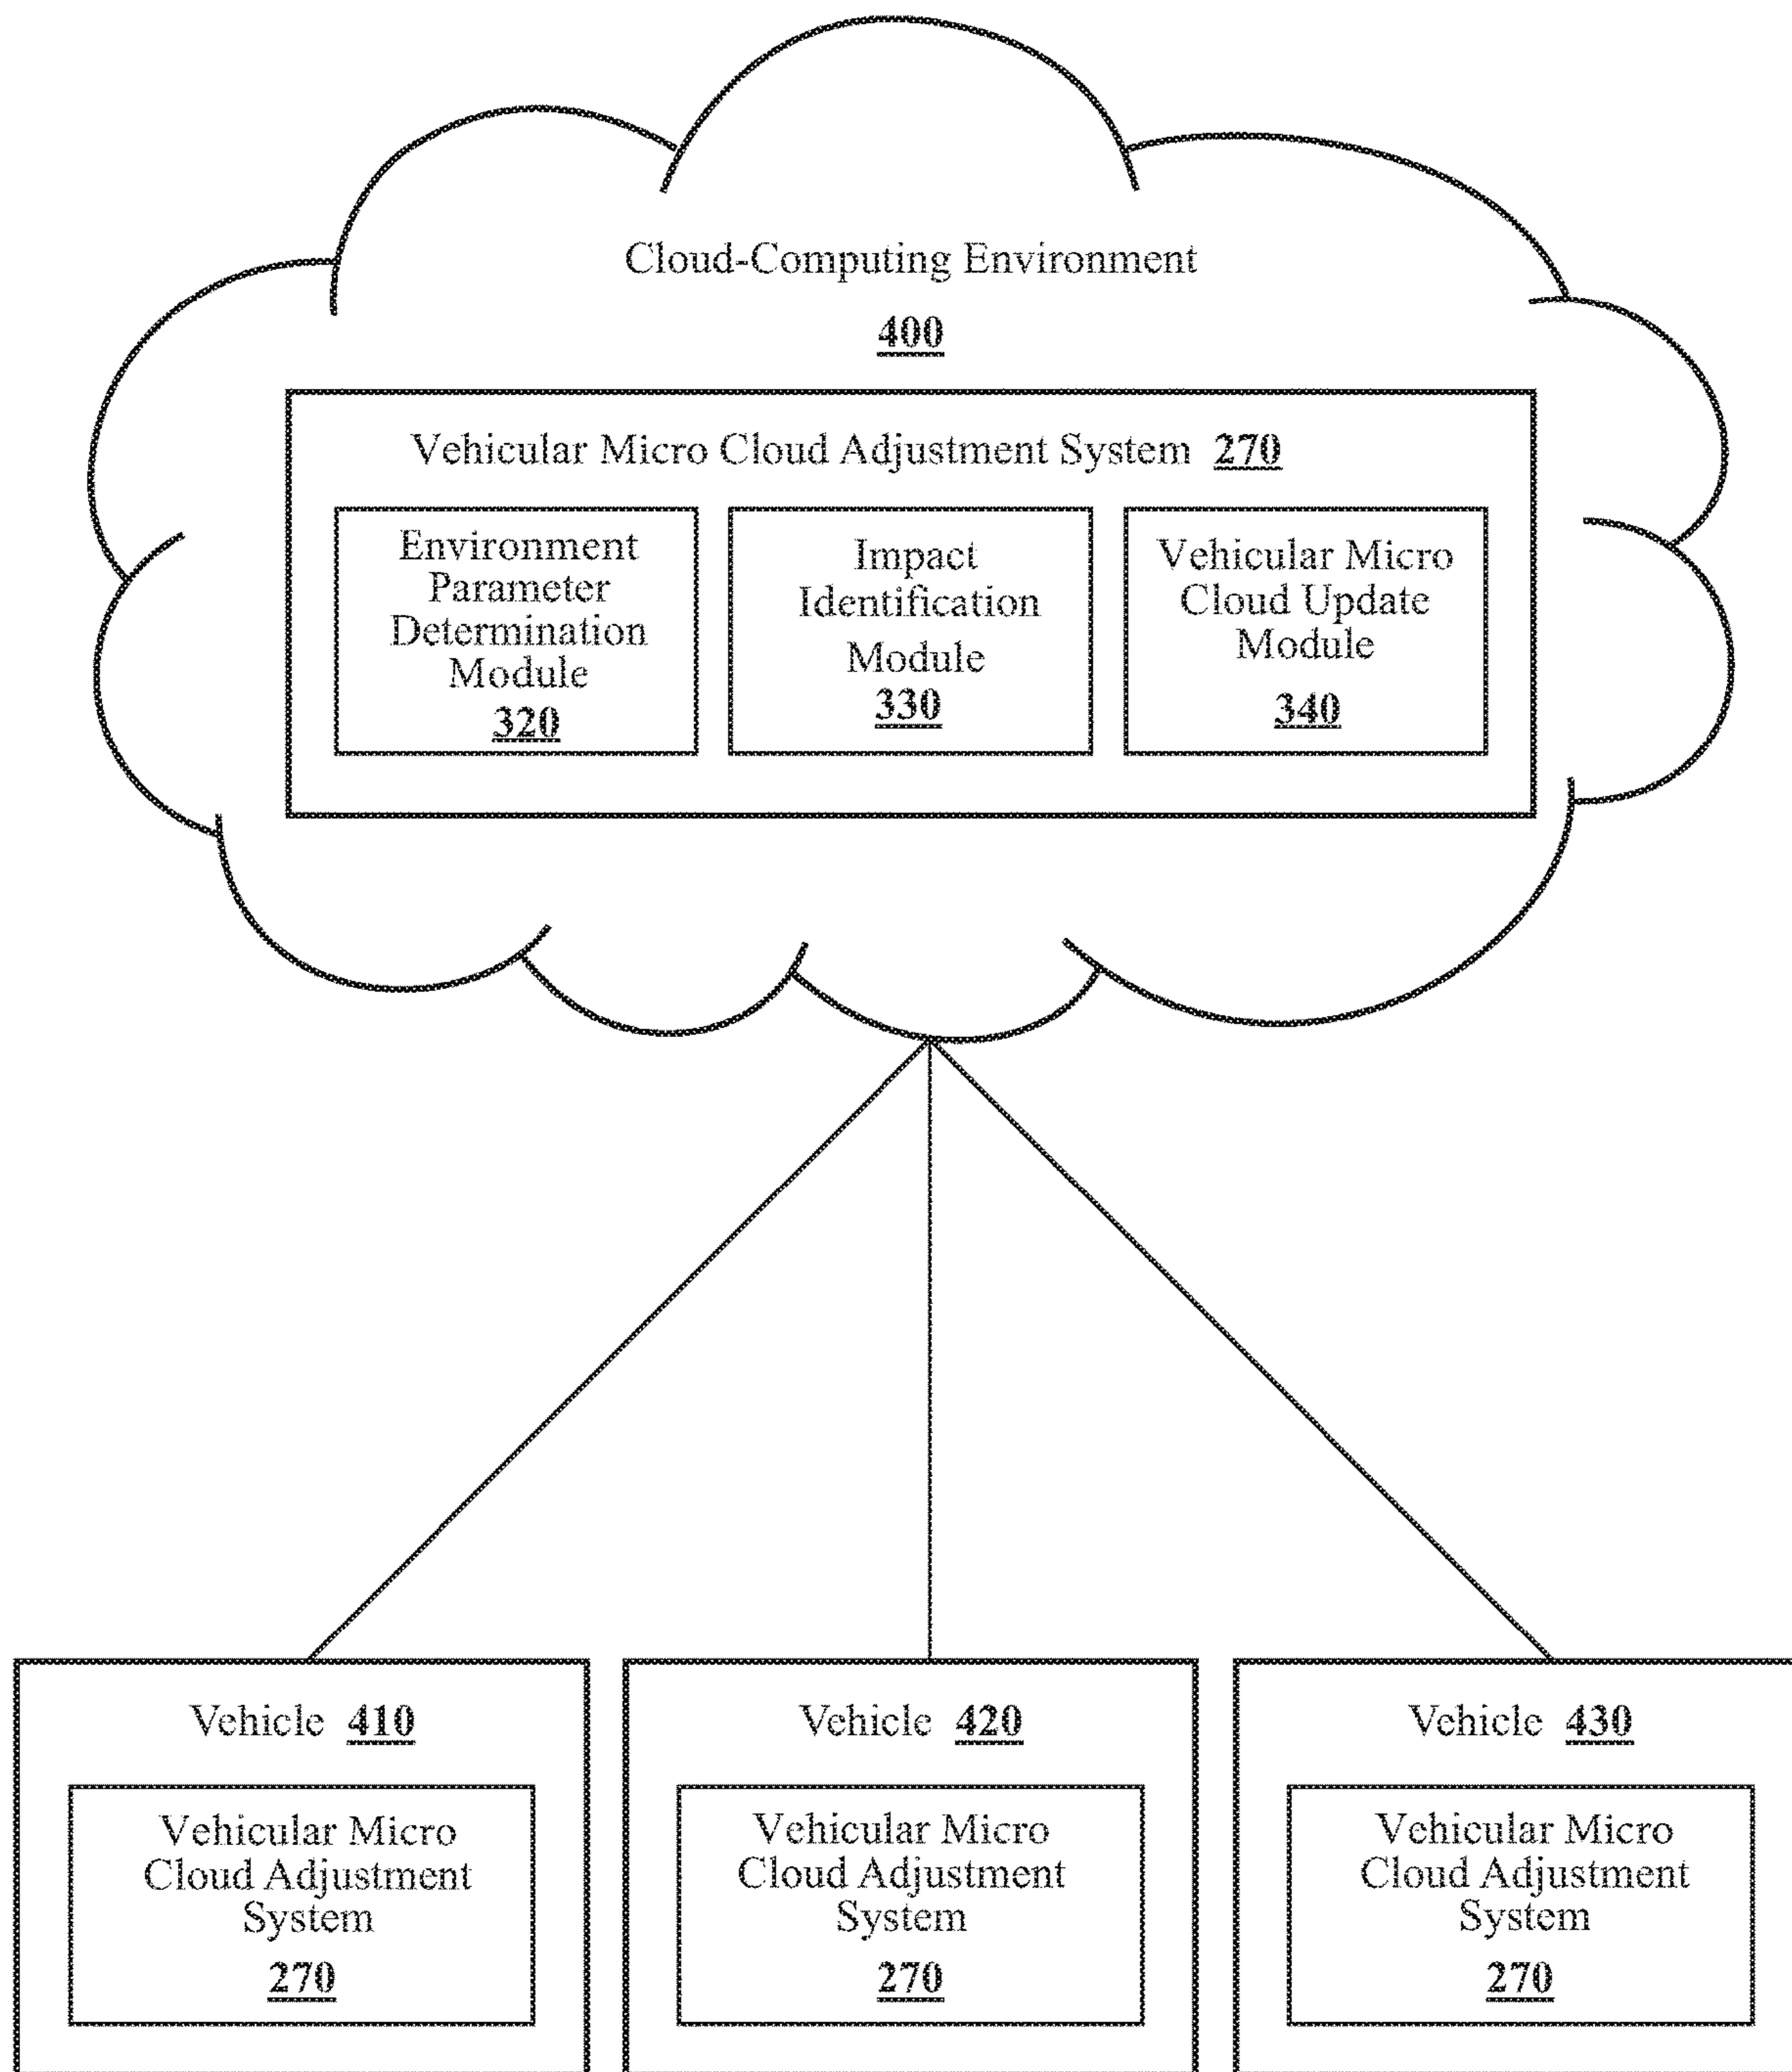 Cloud-Computing Environment
400
Vehicular Micro Cloud Adjustment System 270
Environment
Parameter
Determination
Module
320
Impact
Identification
Module
330
Vehicular Micro
Cloud Update
Module
340
Vehicle 410
Vehicular Micro
Cloud Adjustment
System
270
Vehicle 420
Vehicular Micro
Cloud Adjustment
System
270
Vehicle 430
Vehicular Micro
Cloud Adjustment
System
270